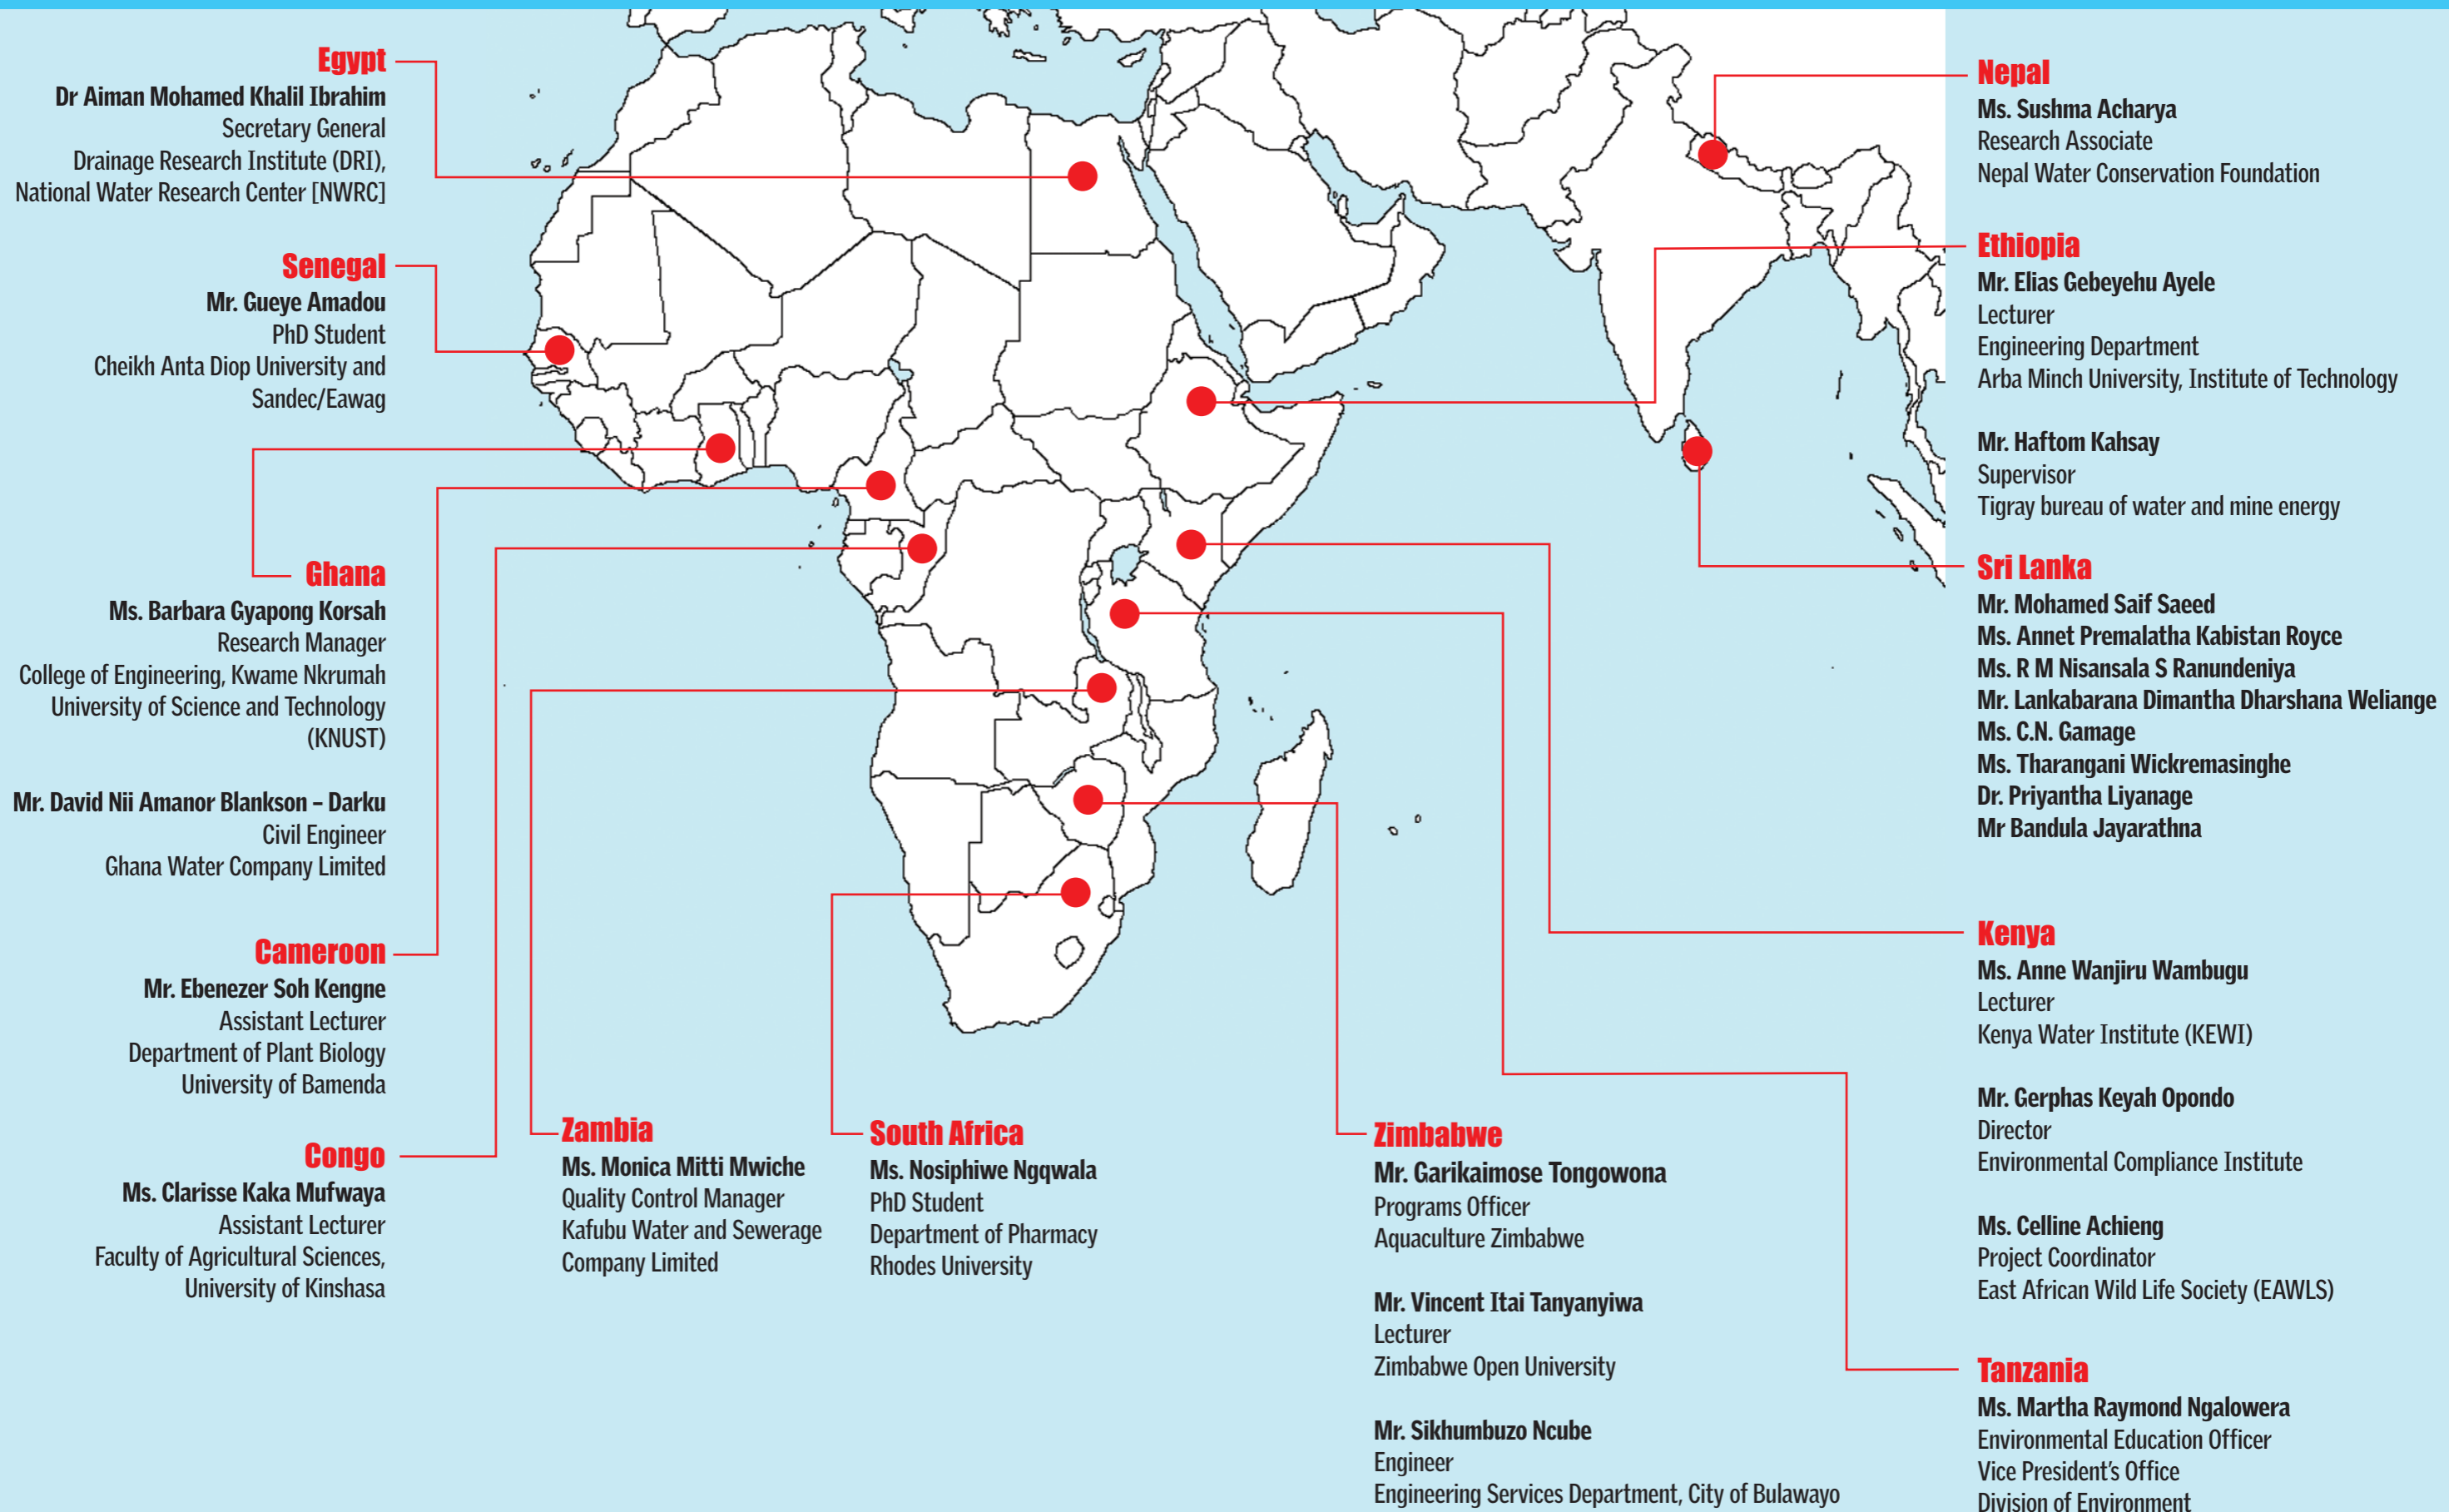 Egypt
Dr Aiman Mohamed Khalil Ibrahim
Secretary General
Drainage Research Institute (DRI),
National Water Research Center [NWRC]
Senegal
Mr. Gueye Amadou
PhD Student
Cheikh Anta Diop University and
Sandec/Eawag
Ghana
Ms. Barbara Gyapong Korsah
Research Manager
College of Engineering, Kwame Nkrumah
University of Science and Technology
(KNUST)
Mr. David Nii Amanor Blankson – Darku
Civil Engineer
Ghana Water Company Limited
Cameroon
Mr. Ebenezer Soh Kengne
Assistant Lecturer
Department of Plant Biology
University of Bamenda
Congo
Ms. Clarisse Kaka Mufwaya
Assistant Lecturer
Faculty of Agricultural Sciences,
University of Kinshasa
Zambia
Ms. Monica Mitti Mwiche
Quality Control Manager
Kafubu Water and Sewerage
Company Limited
South Africa
Ms. Nosiphiwe Ngqwala
PhD Student
Department of Pharmacy
Rhodes University
Zimbabwe
Mr. Garikaimose Tongowona
Programs Officer
Aquaculture Zimbabwe
Mr. Vincent Itai Tanyanyiwa
Lecturer
Zimbabwe Open University
Mr. Sikhumbuzo Ncube
Engineer
Engineering Services Department, City of Bulawayo
Nepal
Ms. Sushma Acharya
Research Associate
Nepal Water Conservation Foundation
Ethiopia
Mr. Elias Gebeyehu Ayele
Lecturer
Engineering Department
Arba Minch University, Institute of Technology
Mr. Haftom Kahsay
Supervisor
Tigray bureau of water and mine energy
Sri Lanka
Mr. Mohamed Saif Saeed
Ms. Annet Premalatha Kabistan Royce
Ms. R M Nisansala S Ranundeniya
Mr. Lankabarana Dimantha Dharshana Weliange
Ms. C.N. Gamage
Ms. Tharangani Wickremasinghe
Dr. Priyantha Liyanage
Mr Bandula Jayarathna
Kenya
Ms. Anne Wanjiru Wambugu
Lecturer
Kenya Water Institute (KEWI)
Mr. Gerphas Keyah Opondo
Director
Environmental Compliance Institute
Ms. Celline Achieng
Project Coordinator
East African Wild Life Society (EAWLS)
Tanzania
Ms. Martha Raymond Ngalowera
Environmental Education Officer
Vice President's Office
Division of Environment